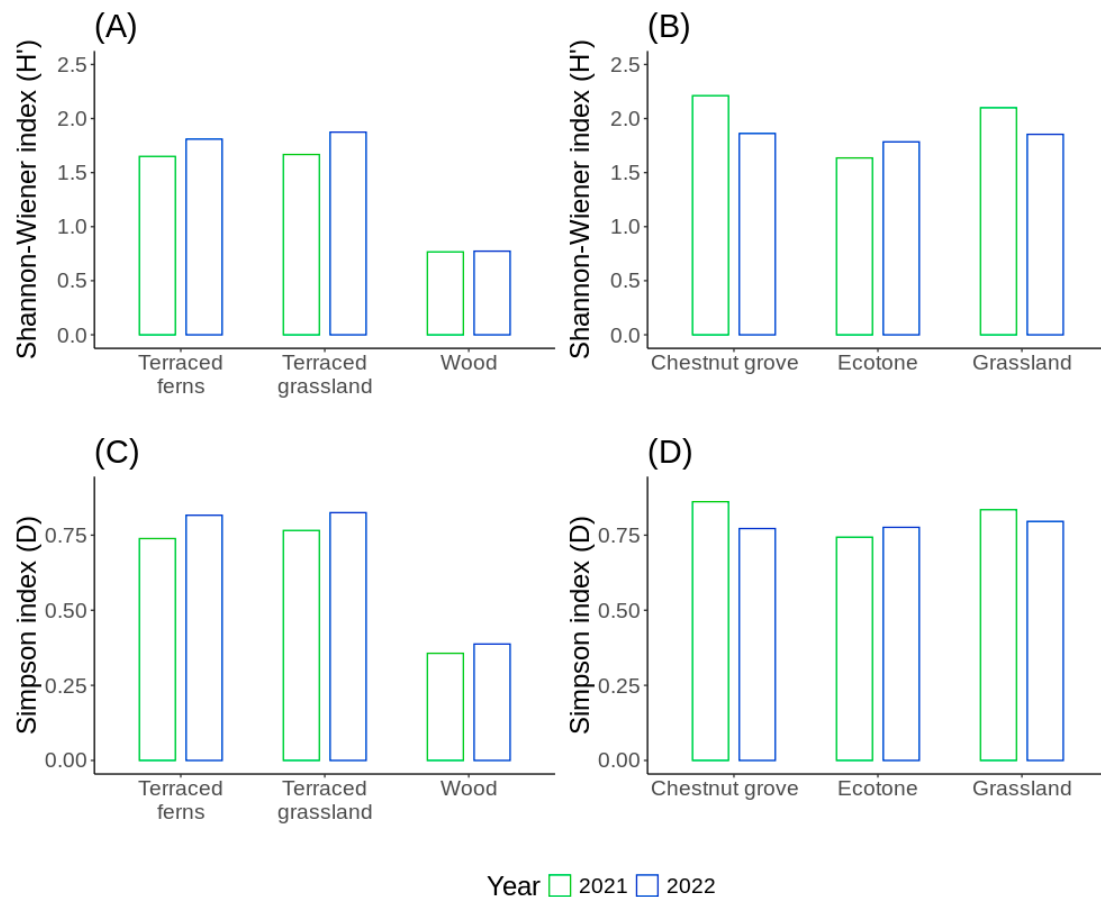 (A)
Shannon-Wiener index (H')
2.5
2.0
1.5
1.0
0.5
0.0
Terraced
ferns
Terraced
grassland
Wood
(B)
Shannon-Wiener index (H')
2.5
2.0
1.5
1.0
0.5
0.0
Chestnut grove
Ecotone
Grassland
(C)
Simpson index (D)
0.75
0.50
0.25
0.00
Terraced
ferns
Terraced
grassland
Wood
(D)
Simpson index (D)
0.75
0.50
0.25
0.00
Chestnut grove
Ecotone
Grassland
Year 2021 2022